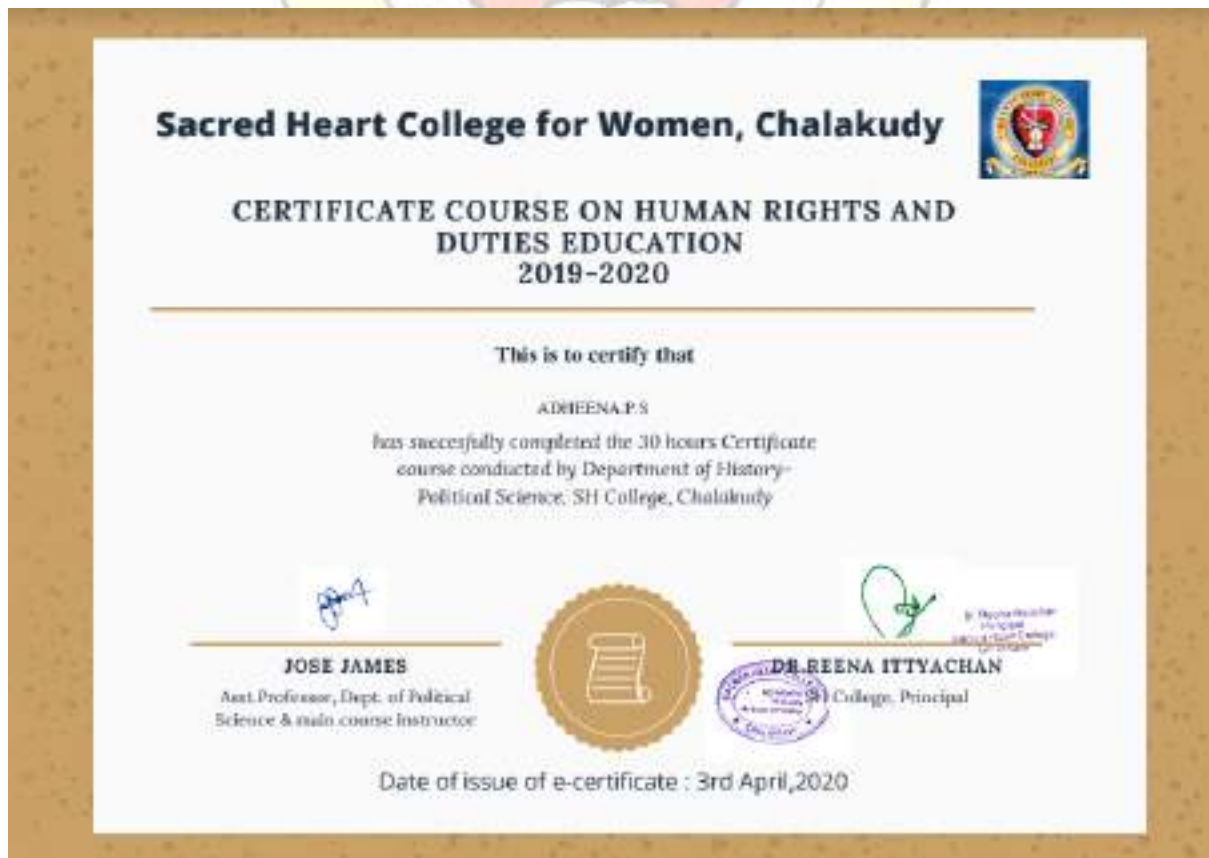 Sacred Heart College for Women, Chalakudy
CERTIFICATE COURSE ON HUMAN RIGHTS AND
DUTIES EDUCATION
2019-2020
This is to certify that
ADHEENA.P.S
has succesfully completed the 30 hours Certificate
course conducted by Department of History-
Political Science, SH College, Chalakudy
JOSE JAMES
Asst.Professor, Dept. of Political
Science & main course instructor
DR REENA ITTYACHAN
College, Principal
Date of issue of e-certificate : 3rd April,2020